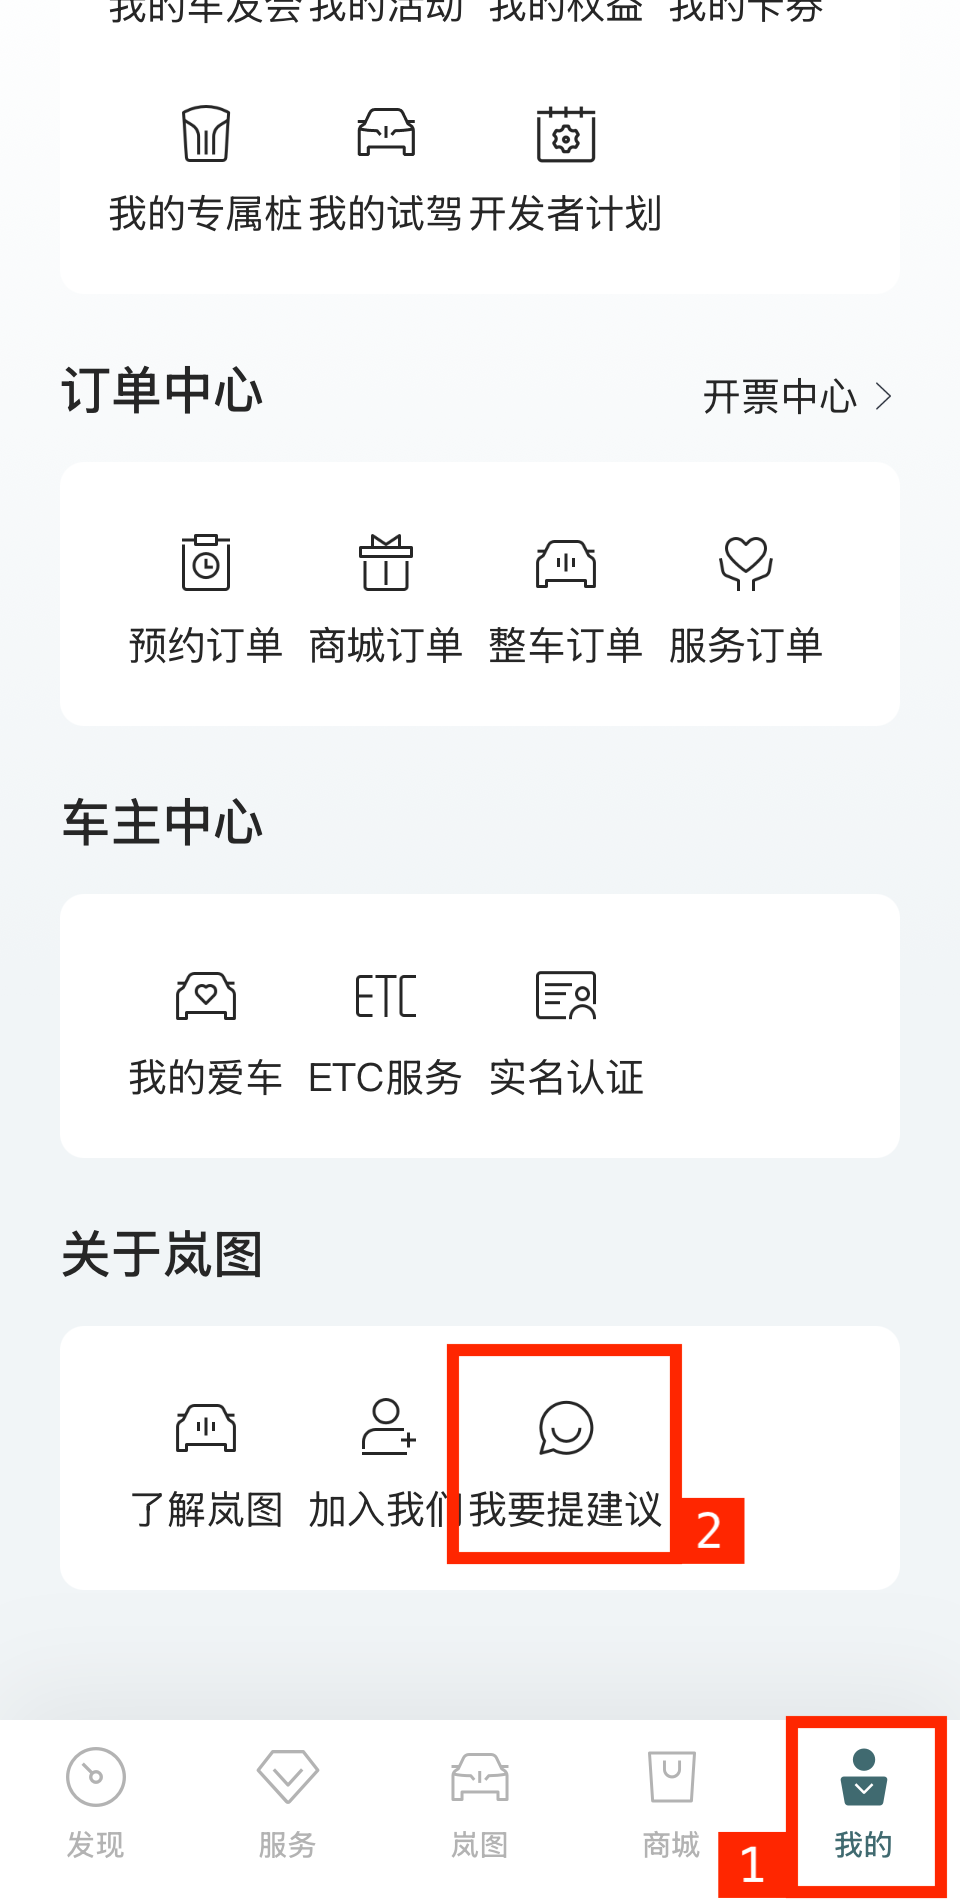 我的车友会 我的活动 我的权益 我的卡券
我的专属桩 我的试驾 开发者计划
订单中心 开票中心
预约订单 商城订单 整车订单 服务订单
车主中心
ETC
我的爱车 ETC服务 实名认证
关于岚图
了解岚图 加入我们 我要提建议
2
发现 服务 岚图 商城 我的
1